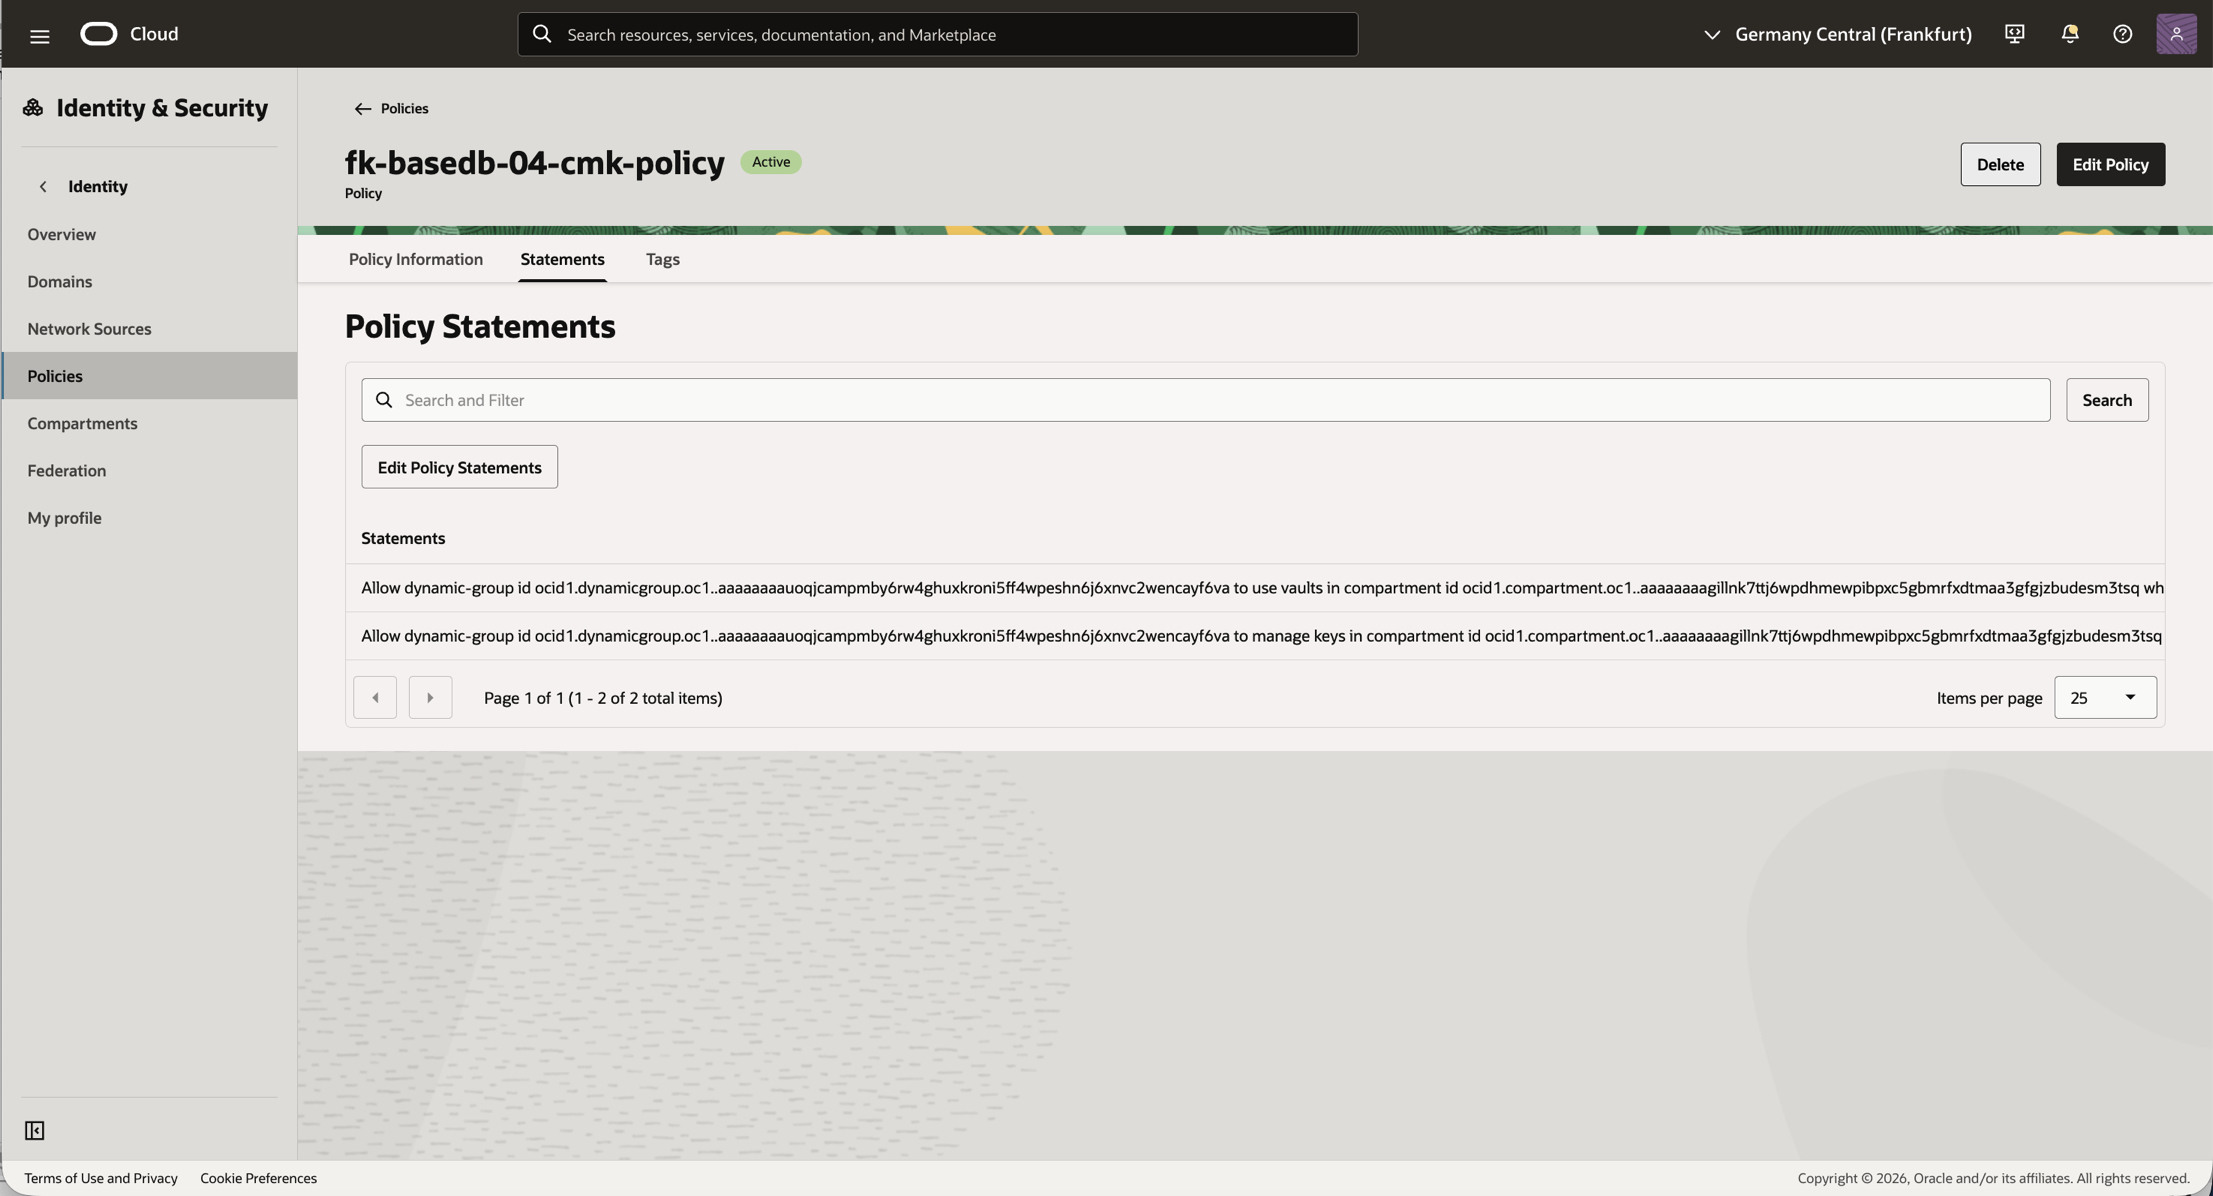 Cloud
Search resources, services, documentation, and Marketplace
Germany Central (Frankfurt)
Identity & Security
Identity
Overview
Domains
Network Sources
Policies
Compartments
Federation
My profile
Policies
fk-basedb-04-cmk-policy
Active
Policy
Delete
Edit Policy
Policy Information
Statements
Tags
Policy Statements
Search and Filter
Search
Edit Policy Statements
Statements
Allow dynamic-group id ocid1.dynamicgroup.oc1..aaaaaaaauoqjcampmby6rw4ghuxkroni5ff4wpeshn6j6xnvc2wencayf6va to use vaults in compartment id ocid1.compartment.oc1..aaaaaaaagillnk7ttj6wpdhmewpibpxc5gbmrfxdtmaa3gfgjzbudesm3tsq wh
Allow dynamic-group id ocid1.dynamicgroup.oc1..aaaaaaaauoqjcampmby6rw4ghuxkroni5ff4wpeshn6j6xnvc2wencayf6va to manage keys in compartment id ocid1.compartment.oc1..aaaaaaaagillnk7ttj6wpdhmewpibpxc5gbmrfxdtmaa3gfgjzbudesm3tsq
Page 1 of 1 (1 - 2 of 2 total items)
Items per page
25
Terms of Use and Privacy
Cookie Preferences
Copyright © 2026, Oracle and/or its affiliates. All rights reserved.